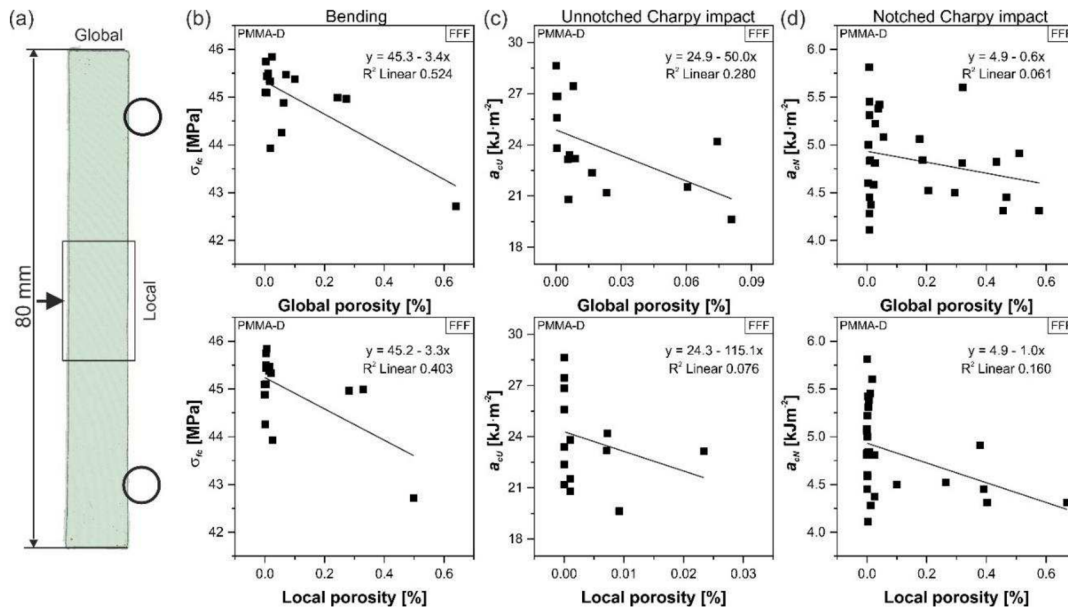 (a)
Global
80 mm
Local
(b)
Bending
PMMA-D
FFF
y = 45.3 - 3.4x
R² Linear 0.524
σfc [MPa]
46
45
44
43
42
0.0 0.2 0.4 0.6
Global porosity [%]
PMMA-D
FFF
y = 45.2 - 3.3x
R² Linear 0.403
σfc [MPa]
46
45
44
43
42
0.0 0.2 0.4 0.6
Local porosity [%]
(c)
Unnotched Charpy impact
PMMA-D
FFF
y = 24.9 - 50.0x
R² Linear 0.280
acU [kJ·m-2]
30
27
24
21
18
0.00 0.03 0.06 0.09
Global porosity [%]
PMMA-D
FFF
y = 24.3 - 115.1x
R² Linear 0.076
acU [kJ·m-2]
30
27
24
21
18
0.00 0.01 0.02 0.03
Local porosity [%]
(d)
Notched Charpy impact
PMMA-D
FFF
y = 4.9 - 0.6x
R² Linear 0.061
acN [kJ·m-2]
6.0
5.5
5.0
4.5
4.0
0.0 0.2 0.4 0.6
Global porosity [%]
PMMA-D
FFF
y = 4.9 - 1.0x
R² Linear 0.160
acN [kJm-2]
6.0
5.5
5.0
4.5
4.0
0.0 0.2 0.4 0.6
Local porosity [%]